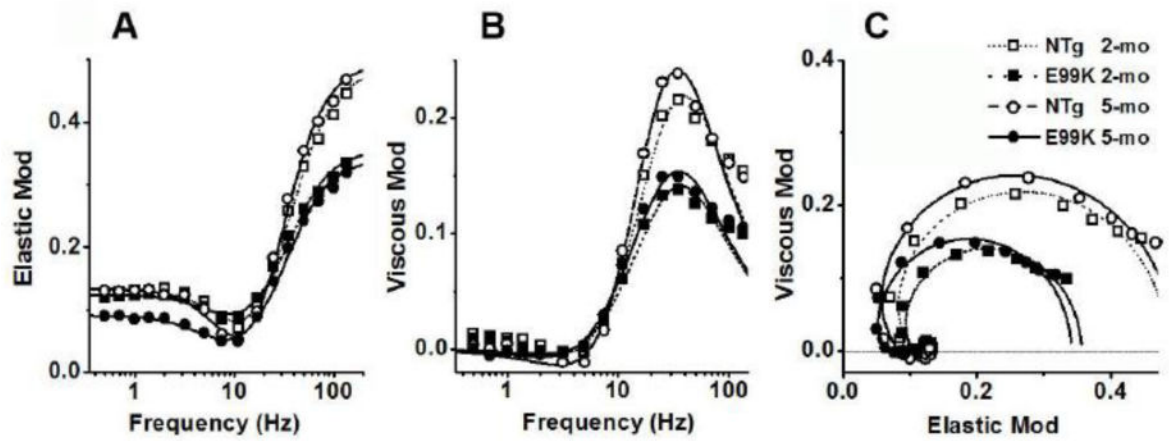 A
Elastic Mod
0.4
0.2
0.0
1 10 100
Frequency (Hz)
B
Viscous Mod
0.2
0.1
0.0
1 10 100
Frequency (Hz)
C
NTg 2-mo
E99K 2-mo
NTg 5-mo
E99K 5-mo
Viscous Mod
0.4
0.2
0.0
0.0 0.2 0.4
Elastic Mod